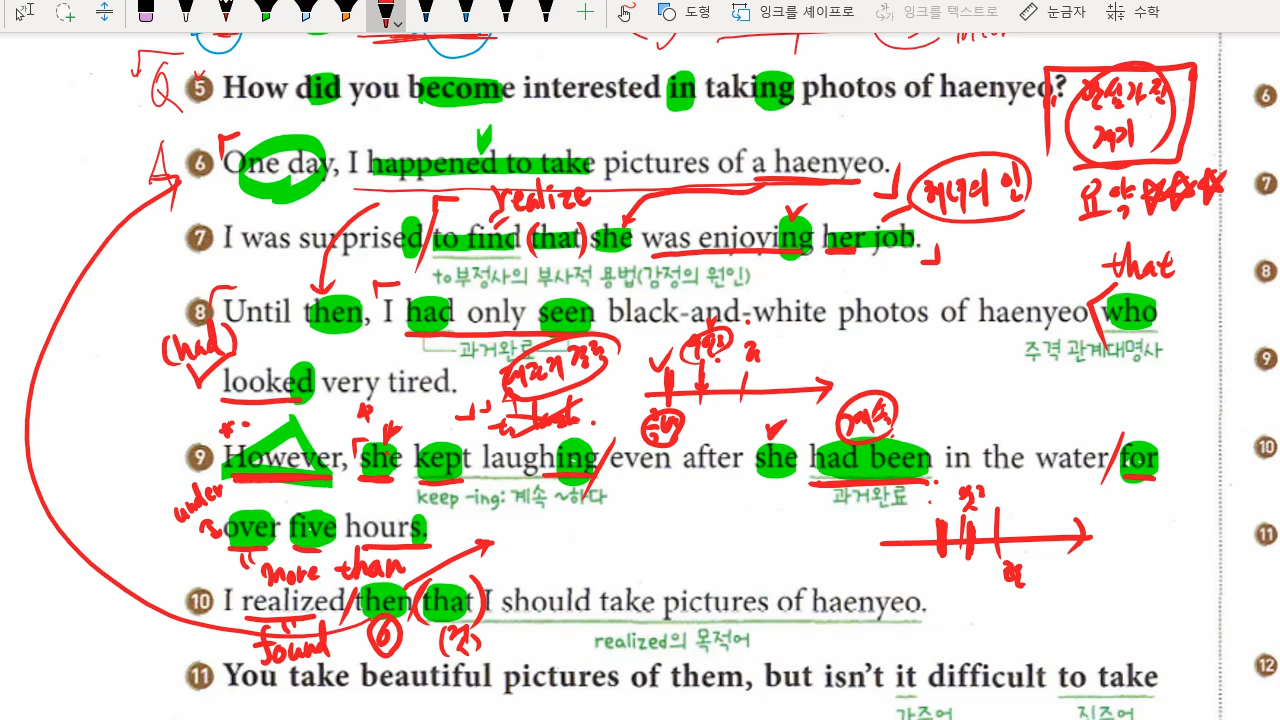 도형 잉크를 셰이프로 잉크를 텍스트로 눈금자 수학
Q 5 How did you become interested in taking photos of haenyeo?
6
A 6 One day, I happened to take pictures of a haenyeo.
계기
요약
7
realize
7 I was surprised to find (that) she was enjoying her job.
to부정사의 부사적 용법(감정의 원인)
that
8
8 Until then, I had only seen black-and-white photos of haenyeo who
과거완료
주격 관계대명사
(had)
9
looked very tired.
계속
9 However, she kept laughing even after she had been in the water for
10
keep -ing: 계속 ~하다
과거완료
under
over five hours.
11
more than
10 I realized then (that) I should take pictures of haenyeo.
found
6
realized의 목적어
11 You take beautiful pictures of them, but isn't it difficult to take
12
가주어
진주어